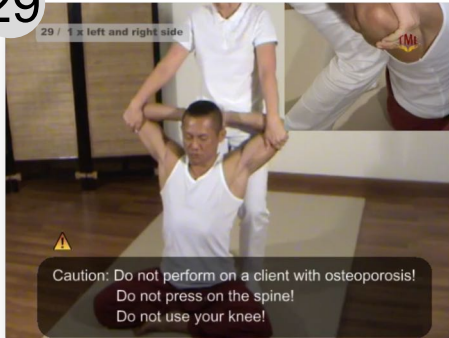 29
29 / 1 x left and right side
TMI
Caution: Do not perform on a client with osteoporosis!
Do not press on the spine!
Do not use your knee!